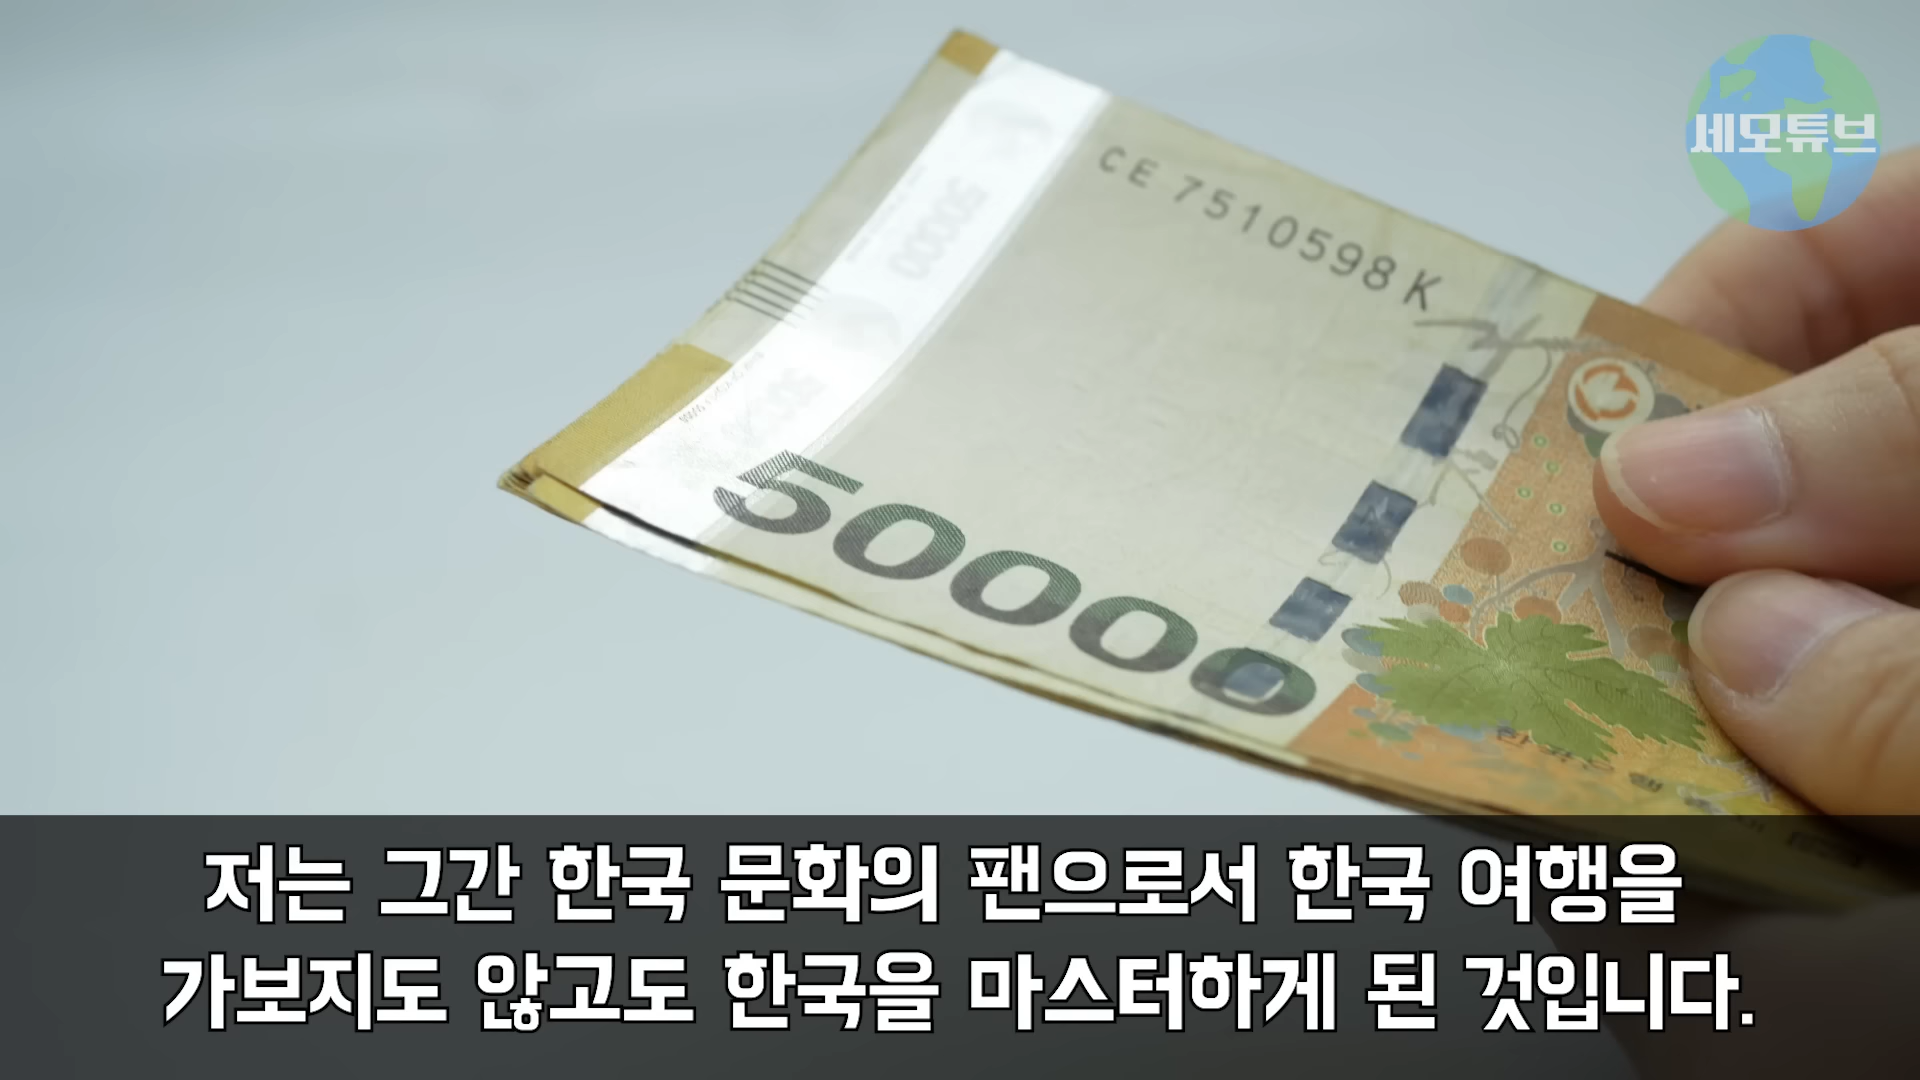 세모튜브
CE 7510598 K
50000
50000
저는 그간 한국 문화의 팬으로서 한국 여행을
가보지도 않고도 한국을 마스터하게 된 것입니다.